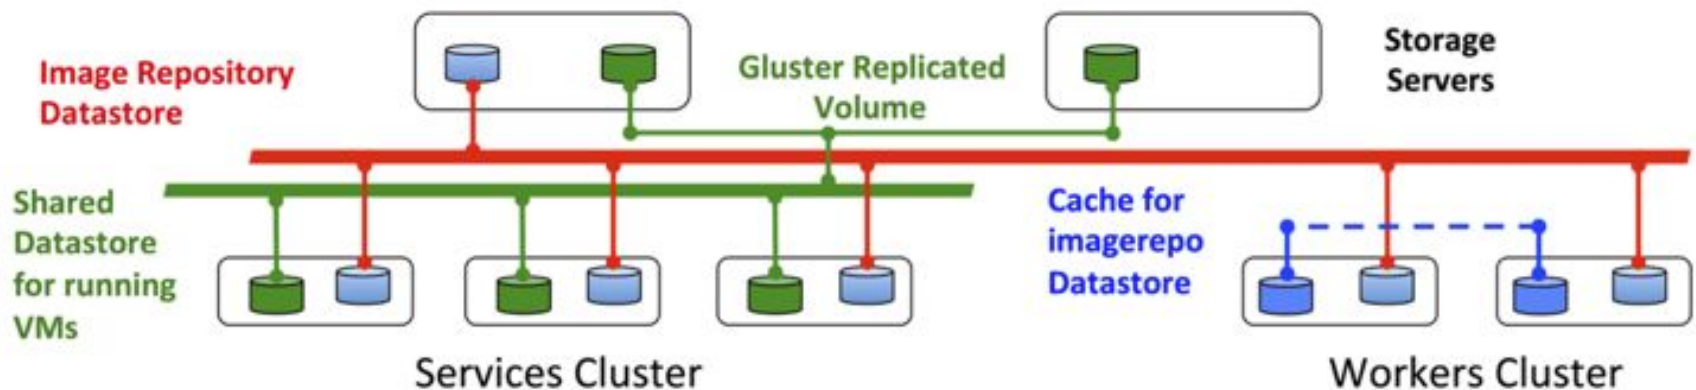 Image Repository
Datastore
Gluster Replicated
Volume
Storage
Servers
Shared
Datastore
for running
VMs
Cache for
imagerepo
Datastore
Services Cluster
Workers Cluster